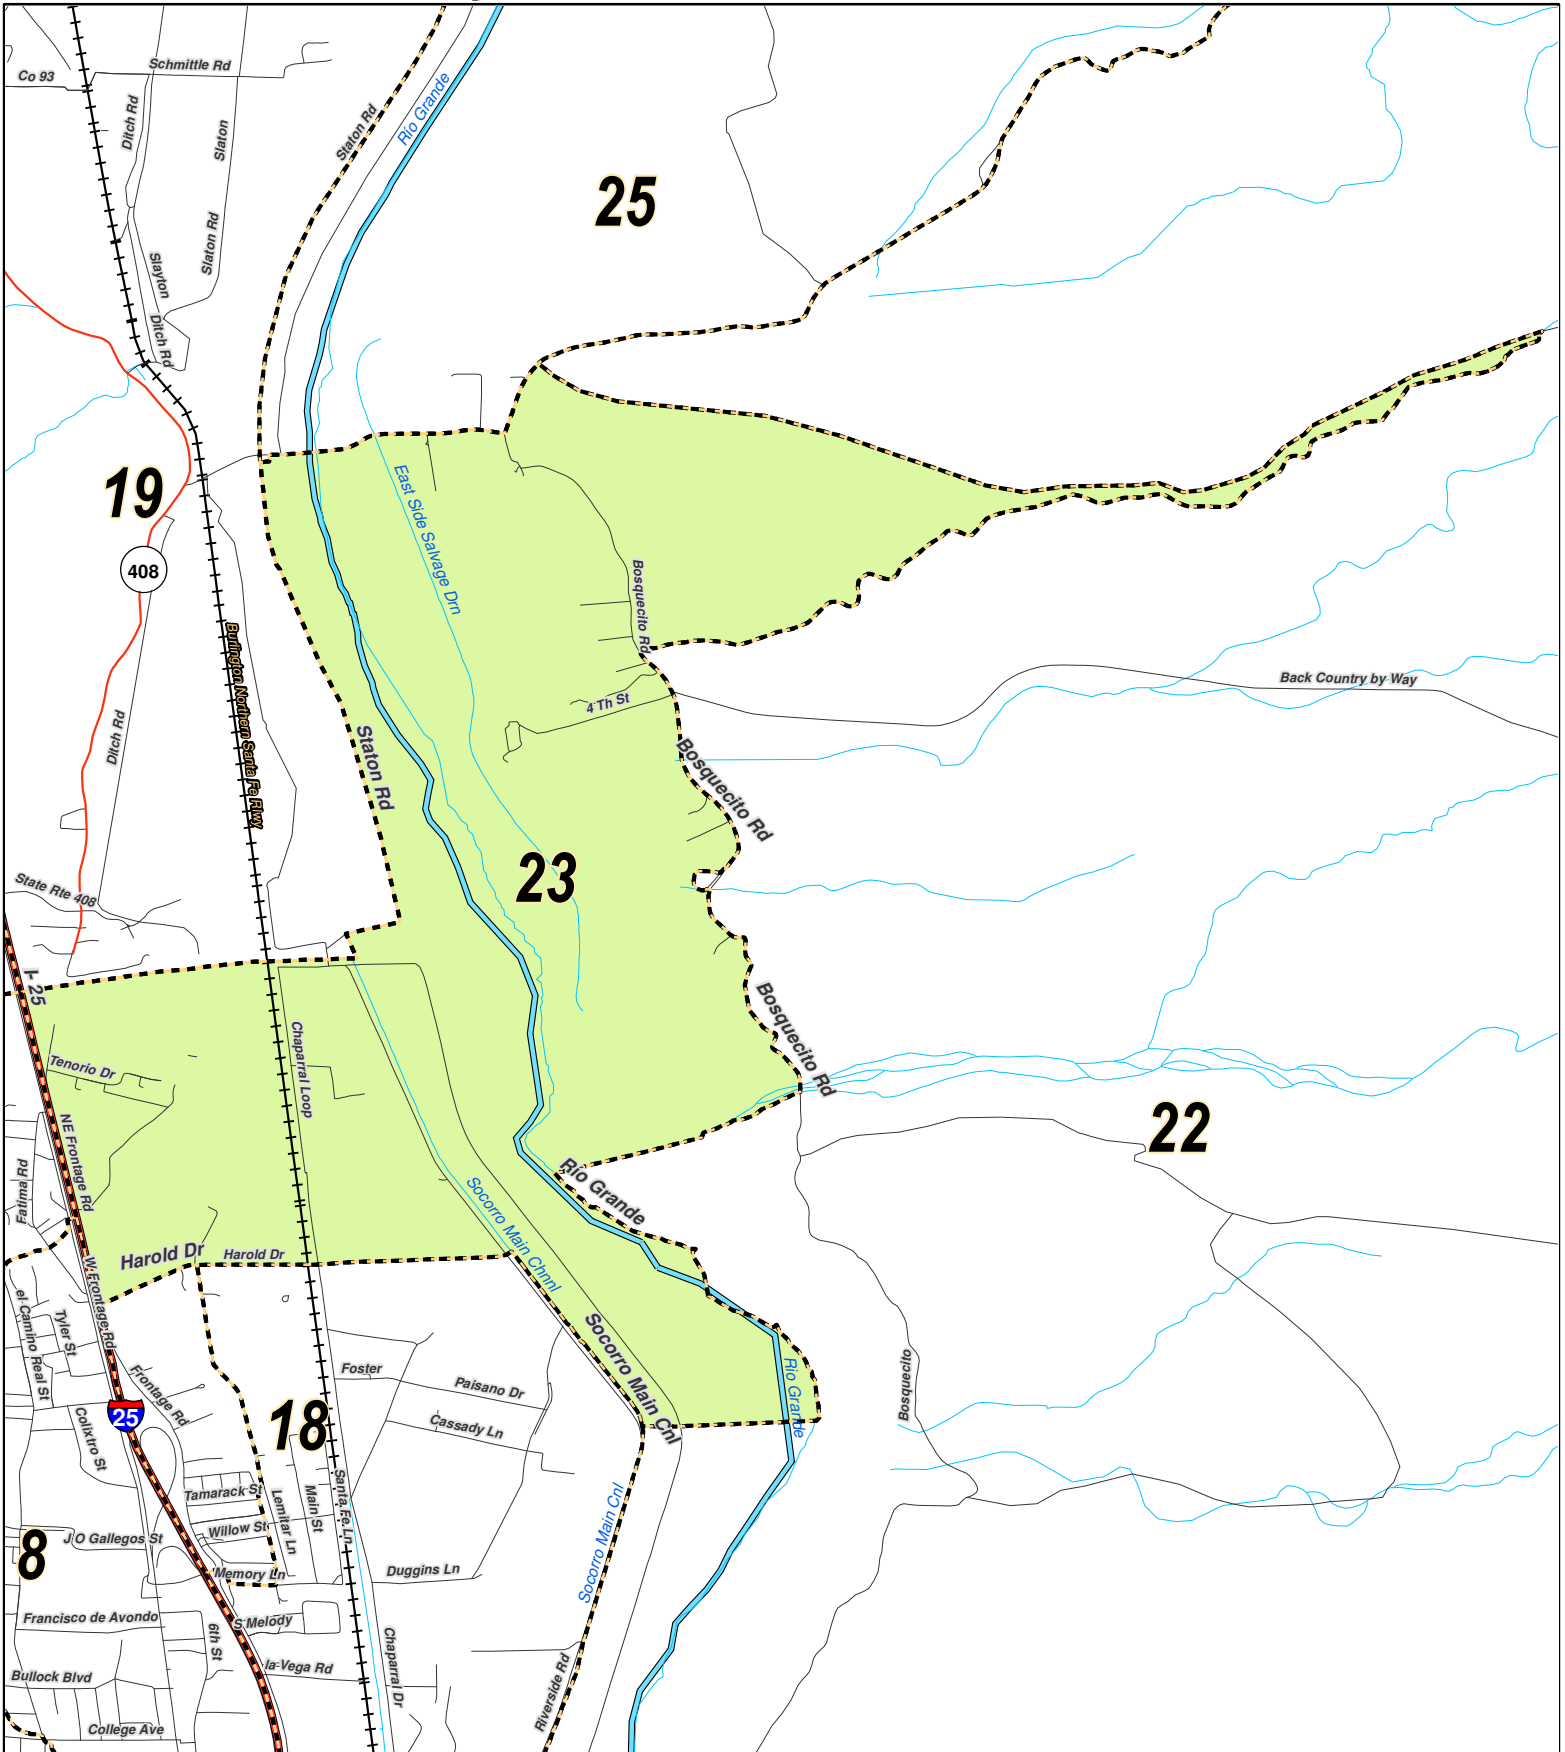 Co 93
Schmittle Rd
Ditch Rd
Slaton
Staton Rd
Rio Grande
25
Slaton Rd
Slayton
Ditch Rd
19
408
East Side Salvage Drn
Bosquecito Rd
Burlington Northern Santa Fe Rlwy
4 Th St
Back Country by Way
Ditch Rd
Staton Rd
Bosquecito Rd
23
State Rte 408
I- 25
Bosquecito Rd
Chaparral Loop
Tenorio Dr
NE Frontage Rd
22
Fatima Rd
Rio Grande
Socorro Main Chnnl
Harold Dr
Harold Dr
W Frontage Rd
el Camino Real St
Tyler St
Socorro Main Cnl
Rio Grande
Foster
Paisano Dr
Frontage Rd
Bosquecito
25
18
Cassady Ln
Colixtro St
Tamarack St
Lemitar Ln
Main St
Santa Fe Ln
Socorro Main Cnl
Willow St
J O Gallegos St
8
Memory Ln
Duggins Ln
Francisco de Avondo
6th St
S Melody
la Vega Rd
Chaparral Dr
Riverside Rd
Bullock Blvd
College Ave